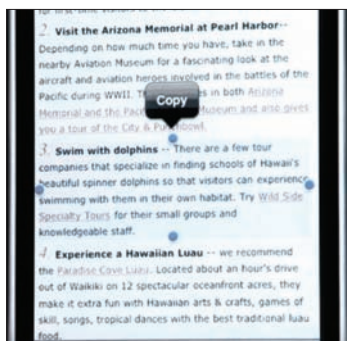 2. Visit the Arizona Memorial at Pearl Harbor--
Depending on how much time you have, take in the
nearby Aviation Museum for a fascinating look at the
aircraft and aviation heroes involved in the battles of the
Pacific during WWII. es in both Arizona
Memorial and the Pac Museum and also gives
you a tour of the City & P bowl.
Copy
3. Swim with dolphins -- There are a few tour
companies that specialize in finding schools of Hawaii's
beautiful spinner dolphins so that visitors can experience
swimming with them in their own habitat. Try Wild Side
Specialty Tours for their small groups and
knowledgeable staff.
4. Experience a Hawaiian Luau -- we recommend
the Paradise Cove Luau. Located about an hour's drive
out of Waikiki on 12 spectacular oceanfront acres, they
make it extra fun with Hawaiian arts & crafts, games of
skill, songs, tropical dances with the best traditional luau
food.